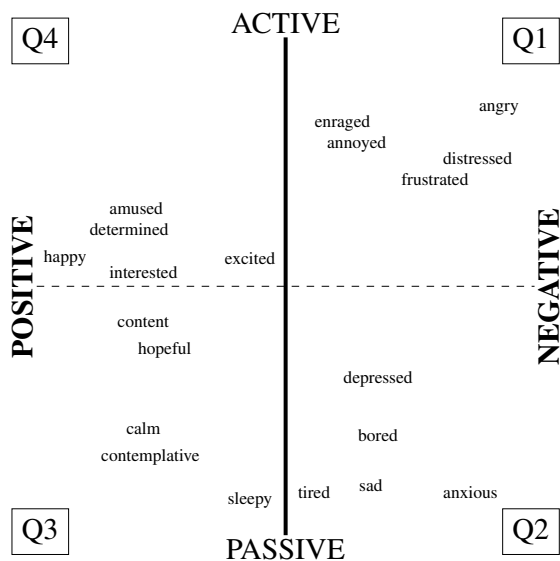 Q4
ACTIVE
Q1
angry
enraged
annoyed
distressed
frustrated
amused
determined
happy
interested
excited
POSITIVE
NEGATIVE
content
hopeful
depressed
calm
contemplative
bored
sleepy
tired
sad
anxious
Q3
PASSIVE
Q2